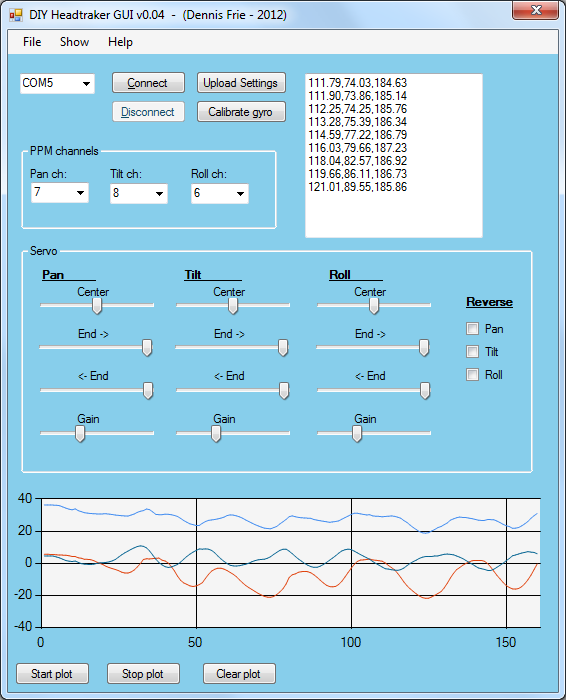 DIY Headtraker GUI v0.04 - (Dennis Frie - 2012)
File Show Help
COM5 Connect Upload Settings
Disconnect Calibrate gyro
111.79,74.03,184.63
111.90,73.86,185.14
112.25,74.25,185.76
113.28,75.39,186.34
114.59,77.22,186.79
116.03,79.66,187.23
118.04,82.57,186.92
119.66,86.11,186.73
121.01,89.55,185.86
PPM channels
Pan ch: Tilt ch: Roll ch:
7 8 6
Servo
Pan Tilt Roll
Center Center Center
End -> End -> End ->
<- End <- End <- End
Gain Gain Gain
Reverse
Pan
Tilt
Roll
40
20
0
-20
-40
0 50 100 150
Start plot Stop plot Clear plot